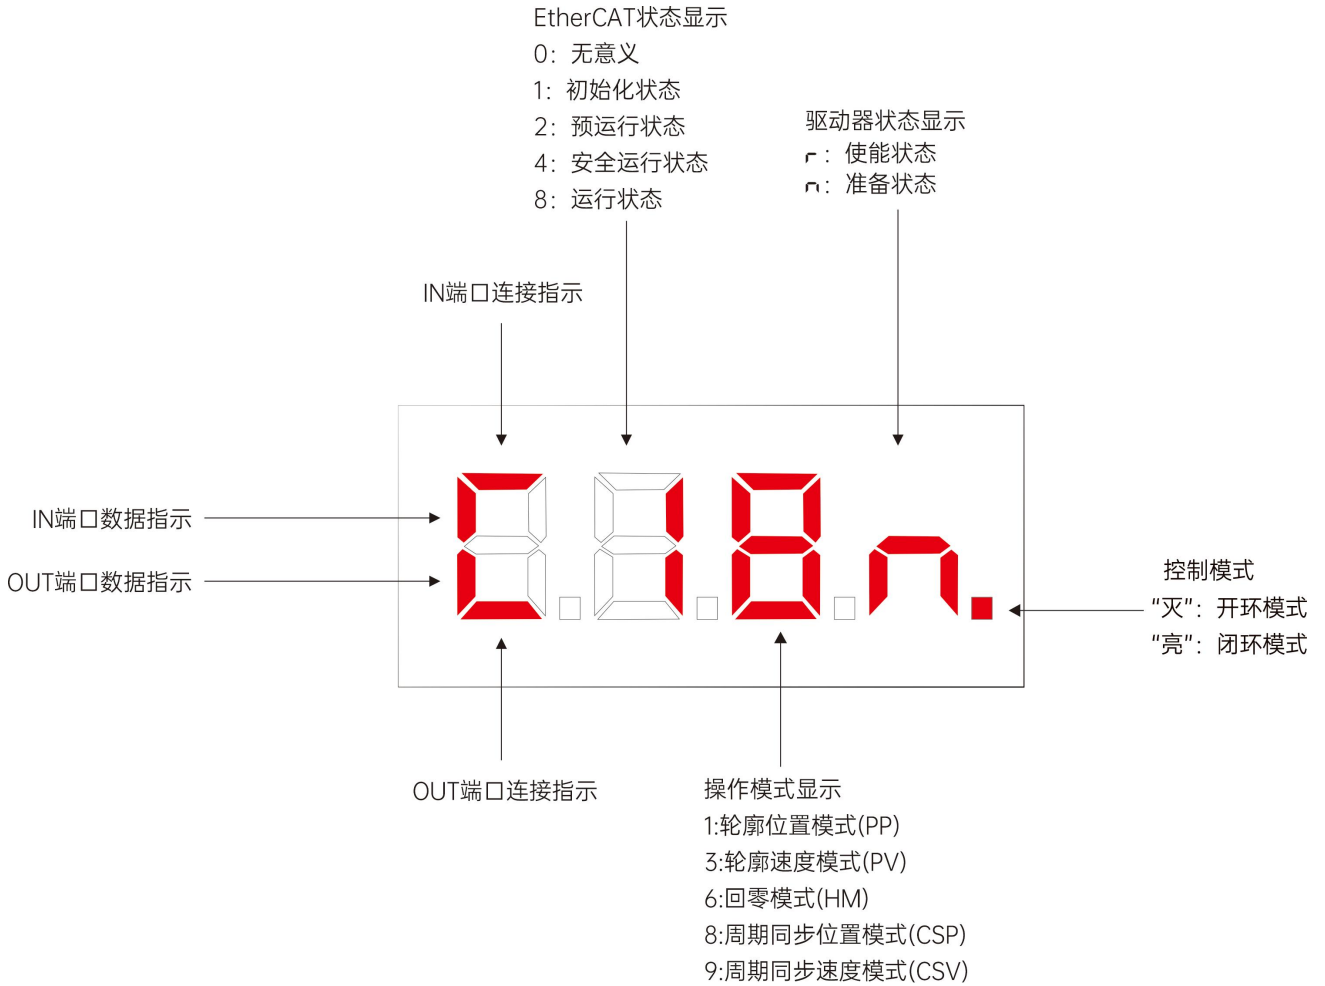 EtherCAT状态显示
0：无意义
1：初始化状态
2：预运行状态
4：安全运行状态
8：运行状态
驱动器状态显示
r：使能状态
n：准备状态
IN端口连接指示
IN端口数据指示
OUT端口数据指示
C18n.
控制模式
“灭”：开环模式
“亮”：闭环模式
OUT端口连接指示
操作模式显示
1:轮廓位置模式(PP)
3:轮廓速度模式(PV)
6:回零模式(HM)
8:周期同步位置模式(CSP)
9:周期同步速度模式(CSV)